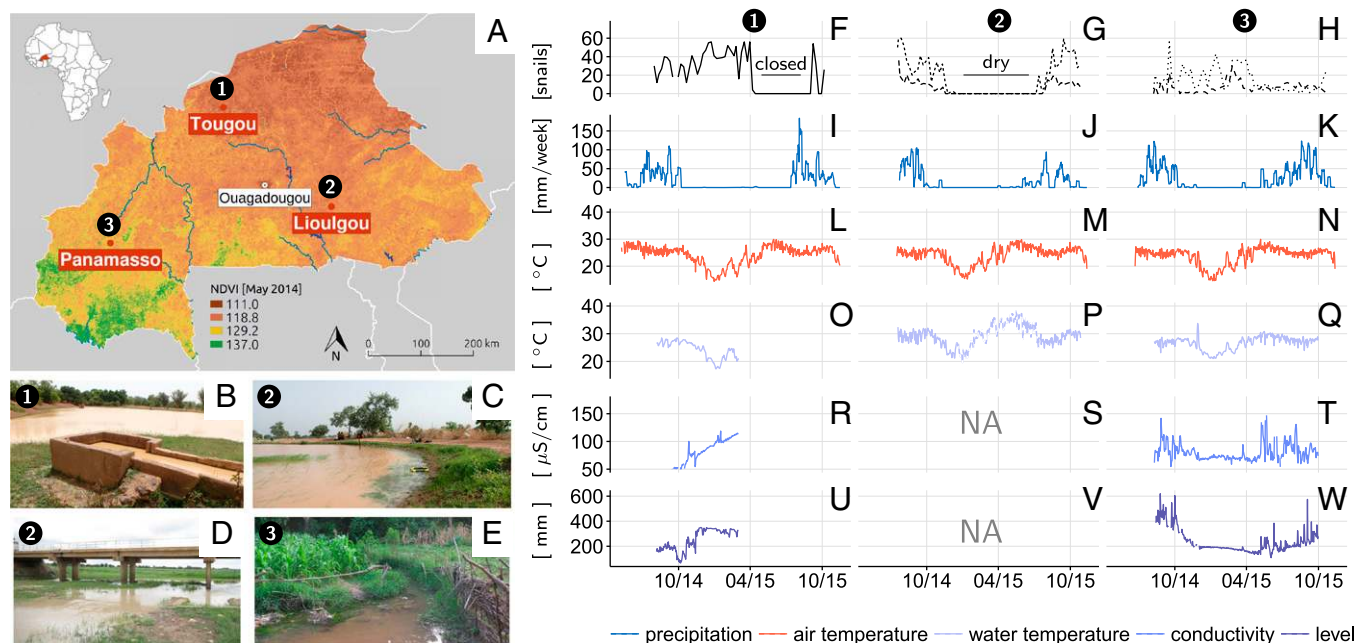 A
1
Tougou
Ouagadougou
2
Lioulgou
3
Panamasso
NDVI [May 2014]
111.0
118.8
129.2
137.0
N
0 100 200 km
1 B
2 C
2 D
3 E
1 2 3
F G H
[snails]
60
40
20
0
closed
dry
I J K
[mm/week]
150
100
50
0
L M N
[°C]
40
30
20
O P Q
[°C]
40
30
20
R S T
[μS/cm]
150
100
50
NA
U V W
[mm]
600
400
200
NA
10/14 04/15 10/15 10/14 04/15 10/15 10/14 04/15 10/15
precipitation air temperature water temperature conductivity level